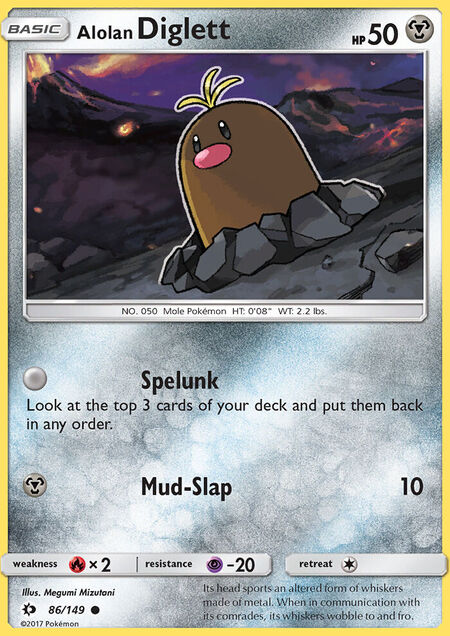 BASIC Alolan Diglett HP 50
NO. 050 Mole Pokémon HT: 0'08" WT: 2.2 lbs.
Spelunk
Look at the top 3 cards of your deck and put them back
in any order.
Mud-Slap 10
weakness ×2 resistance -20 retreat
Illus. Megumi Mizutani
86/149
©2017 Pokémon
Its head sports an altered form of whiskers
made of metal. When in communication with
its comrades, its whiskers wobble to and fro.